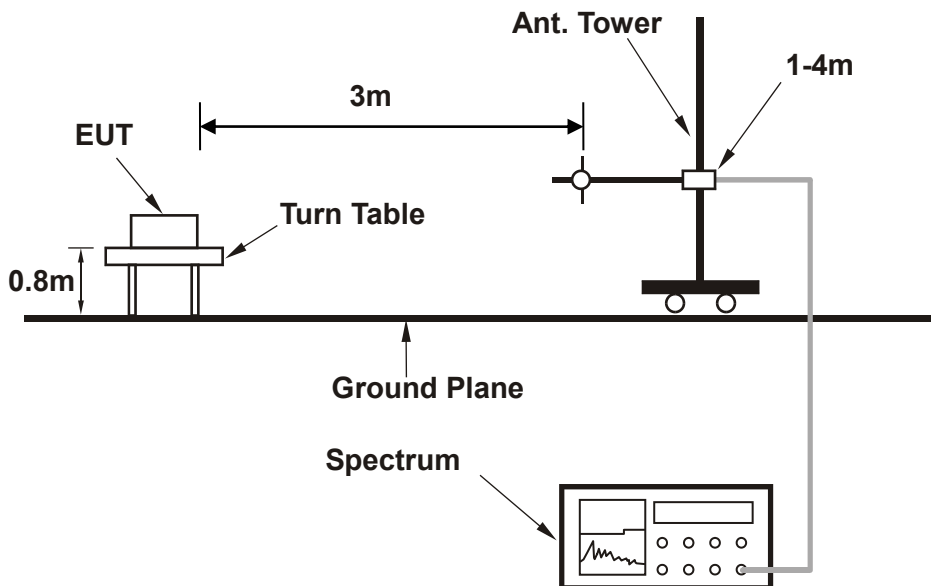 Ant. Tower
1-4m
3m
EUT
Turn Table
0.8m
Ground Plane
Spectrum